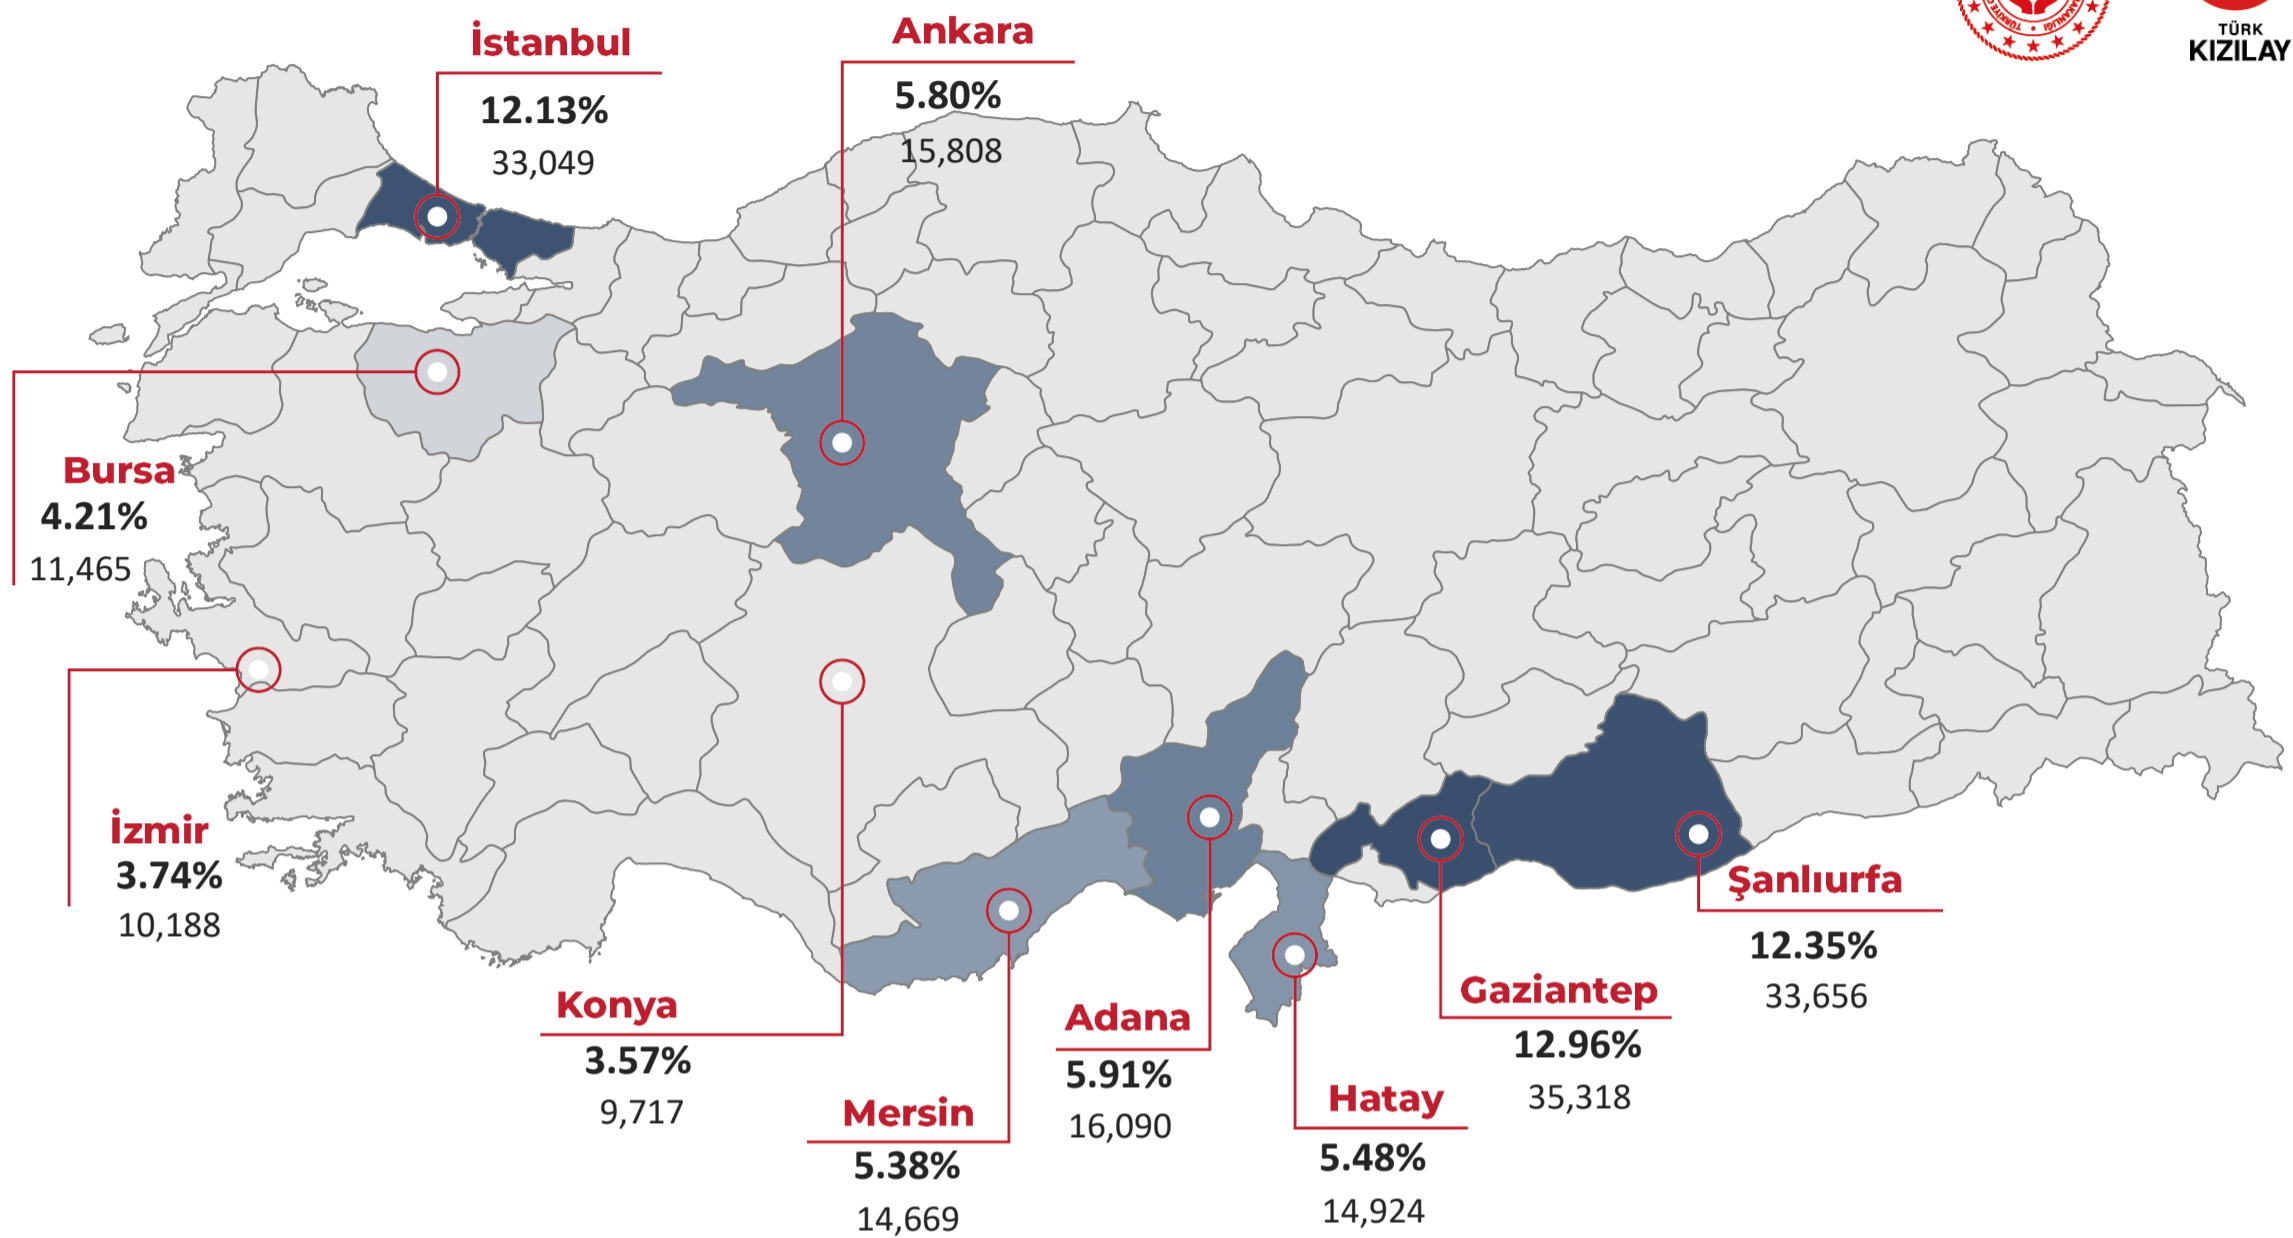 TÜRK
KIZILAY
İstanbul
12.13%
33,049
Ankara
5.80%
15,808
Bursa
4.21%
11,465
İzmir
3.74%
10,188
Konya
3.57%
9,717
Mersin
5.38%
14,669
Adana
5.91%
16,090
Hatay
5.48%
14,924
Gaziantep
12.96%
35,318
Şanlıurfa
12.35%
33,656